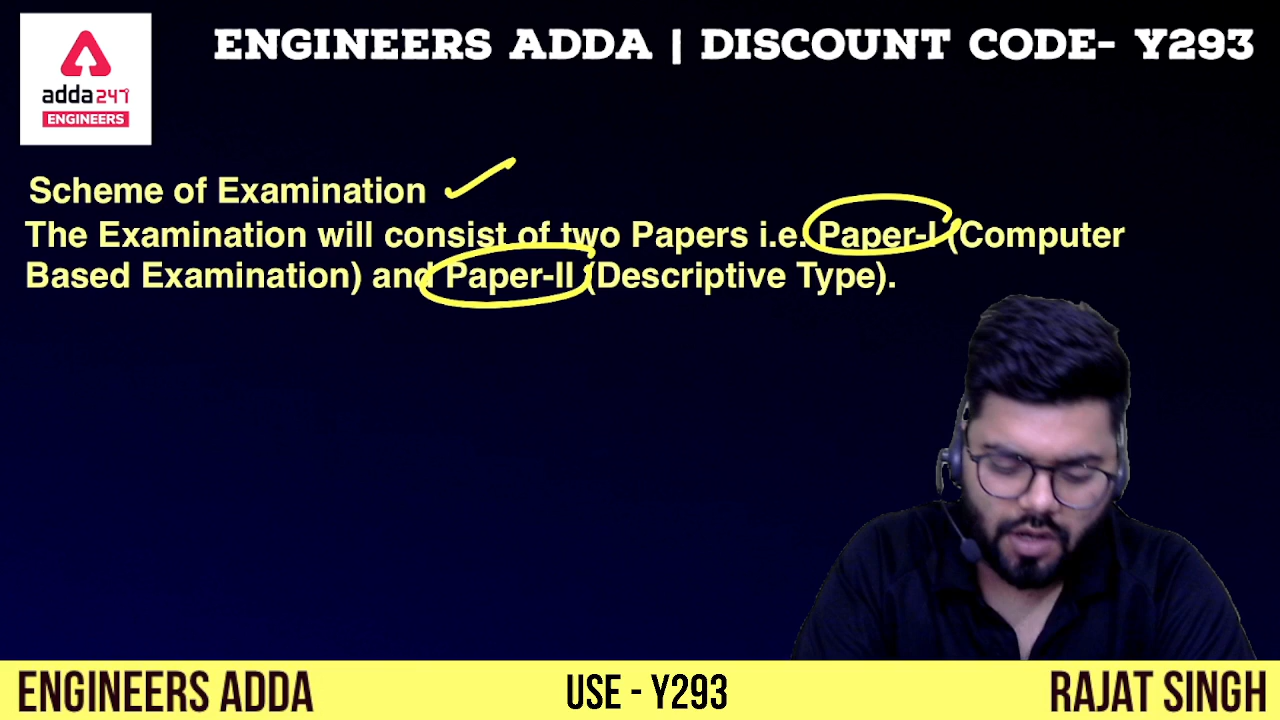 ENGINEERS ADDA | DISCOUNT CODE- Y293
adda247
ENGINEERS
Scheme of Examination
The Examination will consist of two Papers i.e. Paper-I (Computer
Based Examination) and Paper-II (Descriptive Type).
ENGINEERS ADDA
USE - Y293
RAJAT SINGH